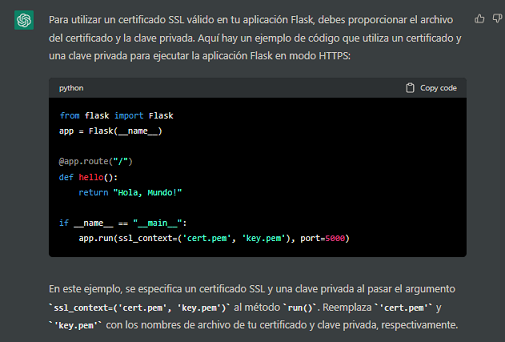 Para utilizar un certificado SSL válido en tu aplicación Flask, debes proporcionar el archivo
del certificado y la clave privada. Aquí hay un ejemplo de código que utiliza un certificado y
una clave privada para ejecutar la aplicación Flask en modo HTTPS:
python Copy code
from flask import Flask
app = Flask(__name__)
@app.route("/")
def hello():
    return "Hola, Mundo!"
if __name__ == "__main__":
    app.run(ssl_context=('cert.pem', 'key.pem'), port=5000)
En este ejemplo, se especifica un certificado SSL y una clave privada al pasar el argumento
`ssl_context=('cert.pem', 'key.pem')` al método `run()`. Reemplaza `'cert.pem'` y
`'key.pem'` con los nombres de archivo de tu certificado y clave privada, respectivamente.